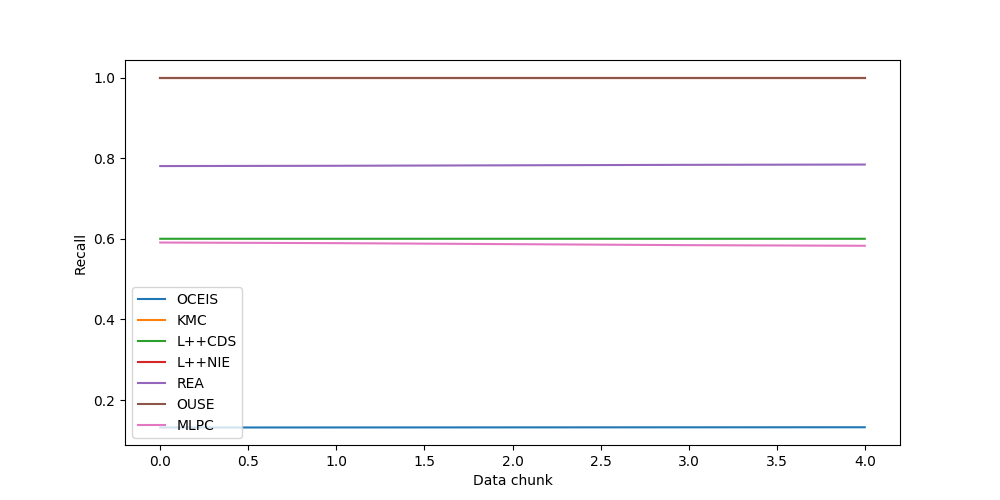 1.0
0.8
0.6
0.4
0.2
Recall
OCEIS
KMC
L++CDS
L++NIE
REA
OUSE
MLPC
0.0 0.5 1.0 1.5 2.0 2.5 3.0 3.5 4.0
Data chunk